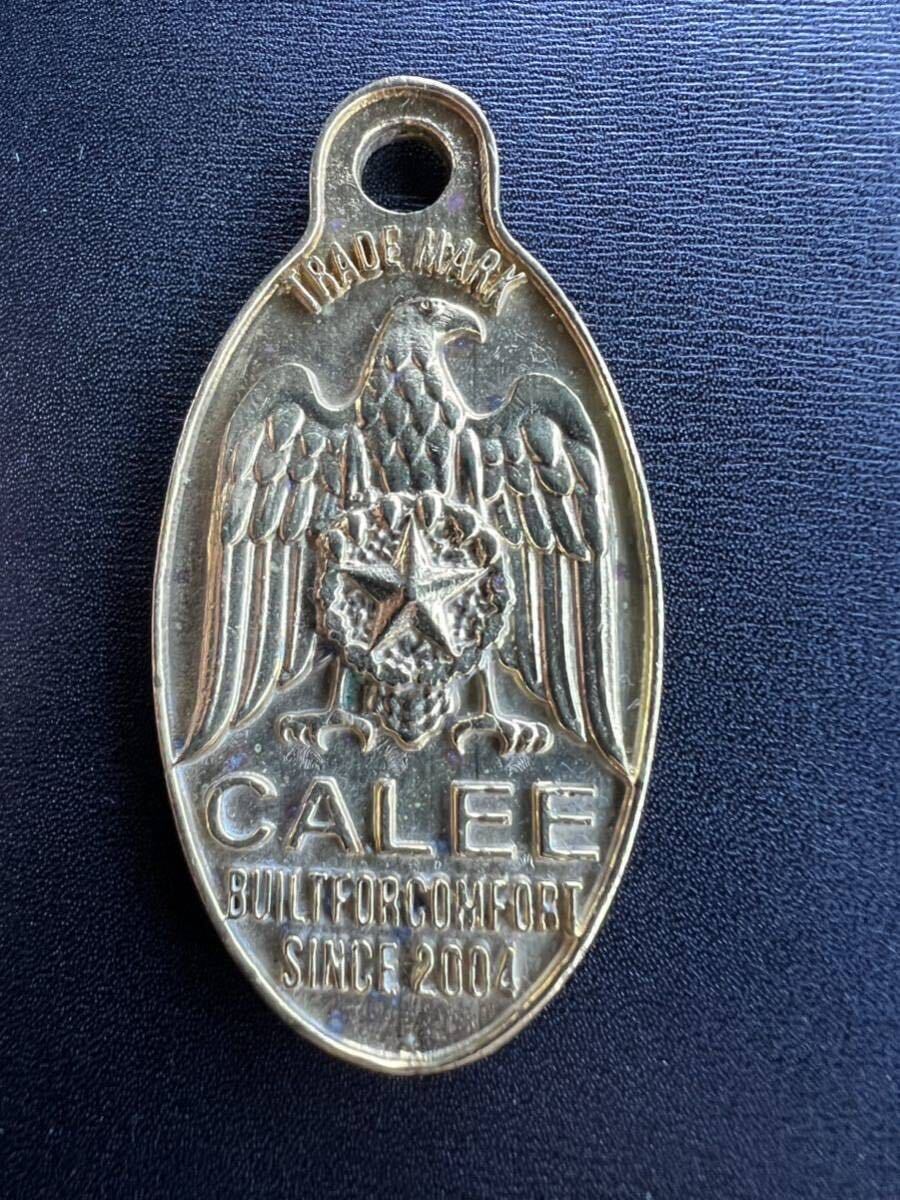 TRADE MARK
CALEE
BUILTFORCOMFORT
SINCE 2004